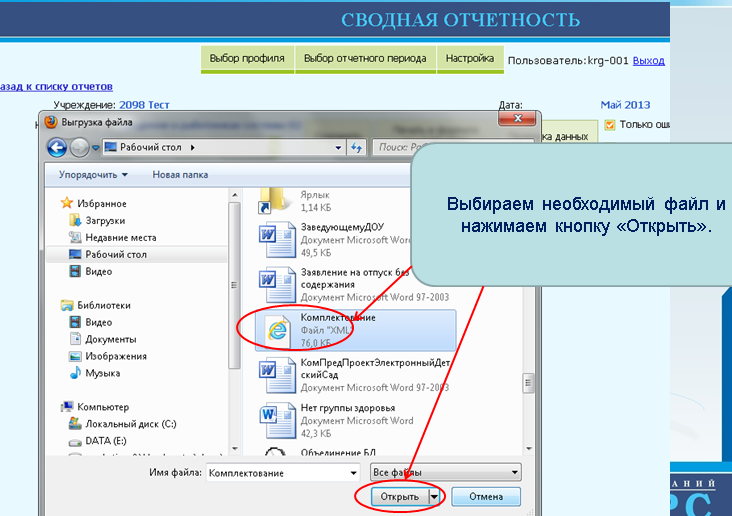 СВОДНАЯ ОТЧЕТНОСТЬ
Выбор профиля
Выбор отчетного периода
Настройка
Пользователь:krg-001 Выход
азад к списку отчетов
Учреждение: 2098 Тест
Дата:
Май 2013
Выгрузка файла
ка данных
Только оши
Рабочий стол
Поиск: Ра
Упорядочить
Новая папка
Избранное
Загрузки
Недавние места
Рабочий стол
Видео
Библиотеки
Видео
Документы
Изображения
Музыка
Компьютер
Локальный диск (C:)
DATA (E:)
Ярлык
1,14 КБ
ЗаведующемуДОУ
Документ Microsoft Word
49,5 КБ
Заявление на отпуск без
содержания
Документ Microsoft Word 97-2003
Комплектование
Файл "XML"
76,0 КБ
КомПредПроектЭлектронныйДет
скийСад
Документ Microsoft Word 97-2003
Нет группы здоровья
Документ Microsoft Word
42,3 КБ
Объединение БД
Выбираем необходимый файл и
нажимаем кнопку «Открыть».
Имя файла:
Комплектование
Все файлы
Открыть
Отмена
АНИЙ
РС